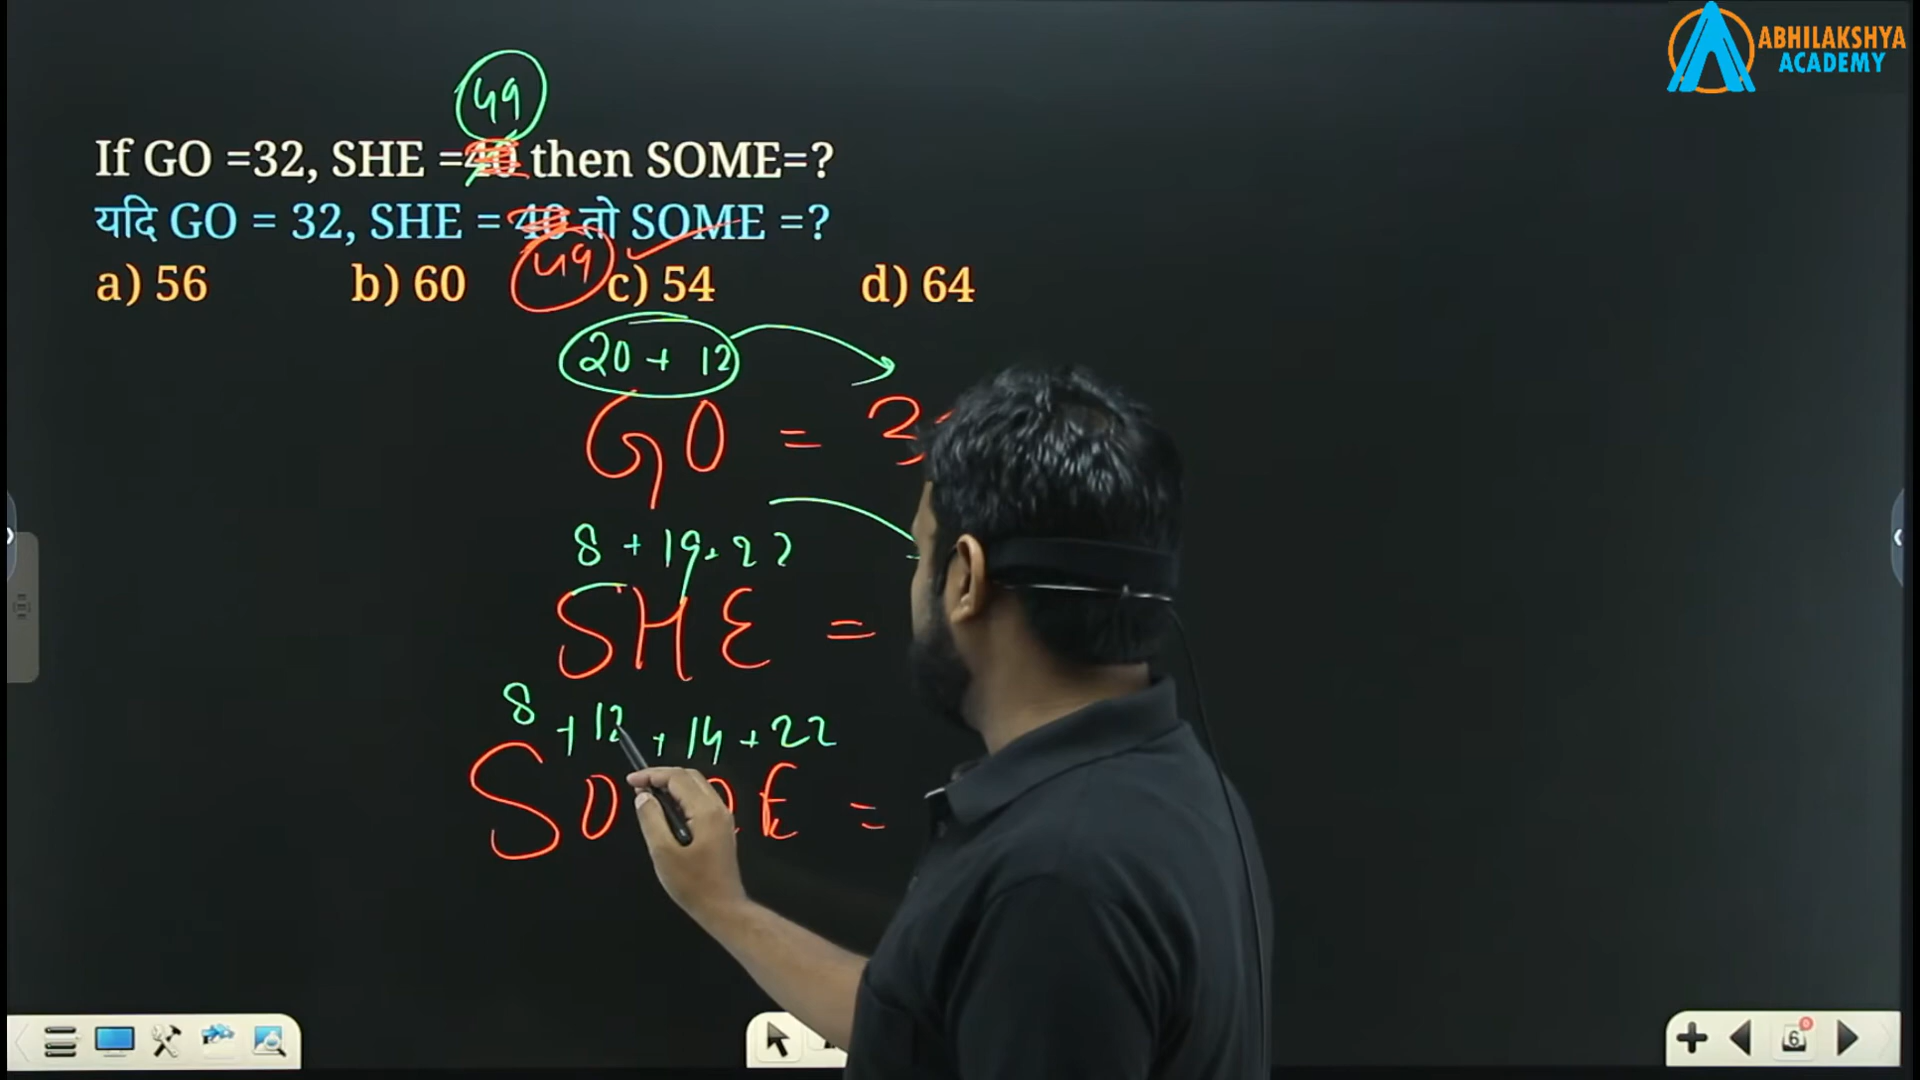 ABHILAKSHYA
ACADEMY
49
If GO =32, SHE =40 then SOME=?
यदि GO = 32, SHE = 40 तो SOME =?
49
a) 56 b) 60 c) 54 d) 64
20 + 12
GO = 3
8 + 19 + 22
SHE =
8 + 12 + 14 + 22
SO E =
6